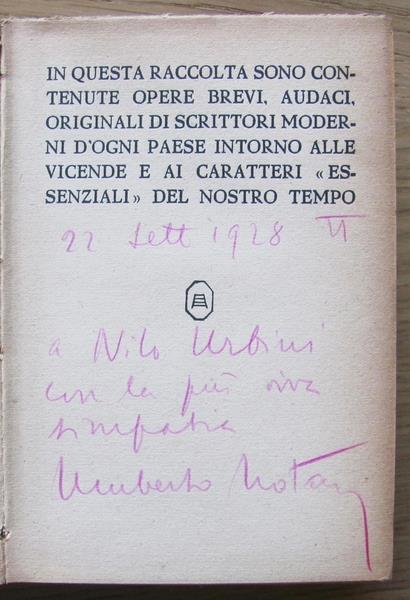 IN QUESTA RACCOLTA SONO CON-
TENUTE OPERE BREVI, AUDACI,
ORIGINALI DI SCRITTORI MODER-
NI D'OGNI PAESE INTORNO ALLE
VICENDE E AI CARATTERI «ES-
SENZIALI» DEL NOSTRO TEMPO
22 Sett 1928 VI
a Nilo Urbini
con la più viva
simpatia
Umberto Notari